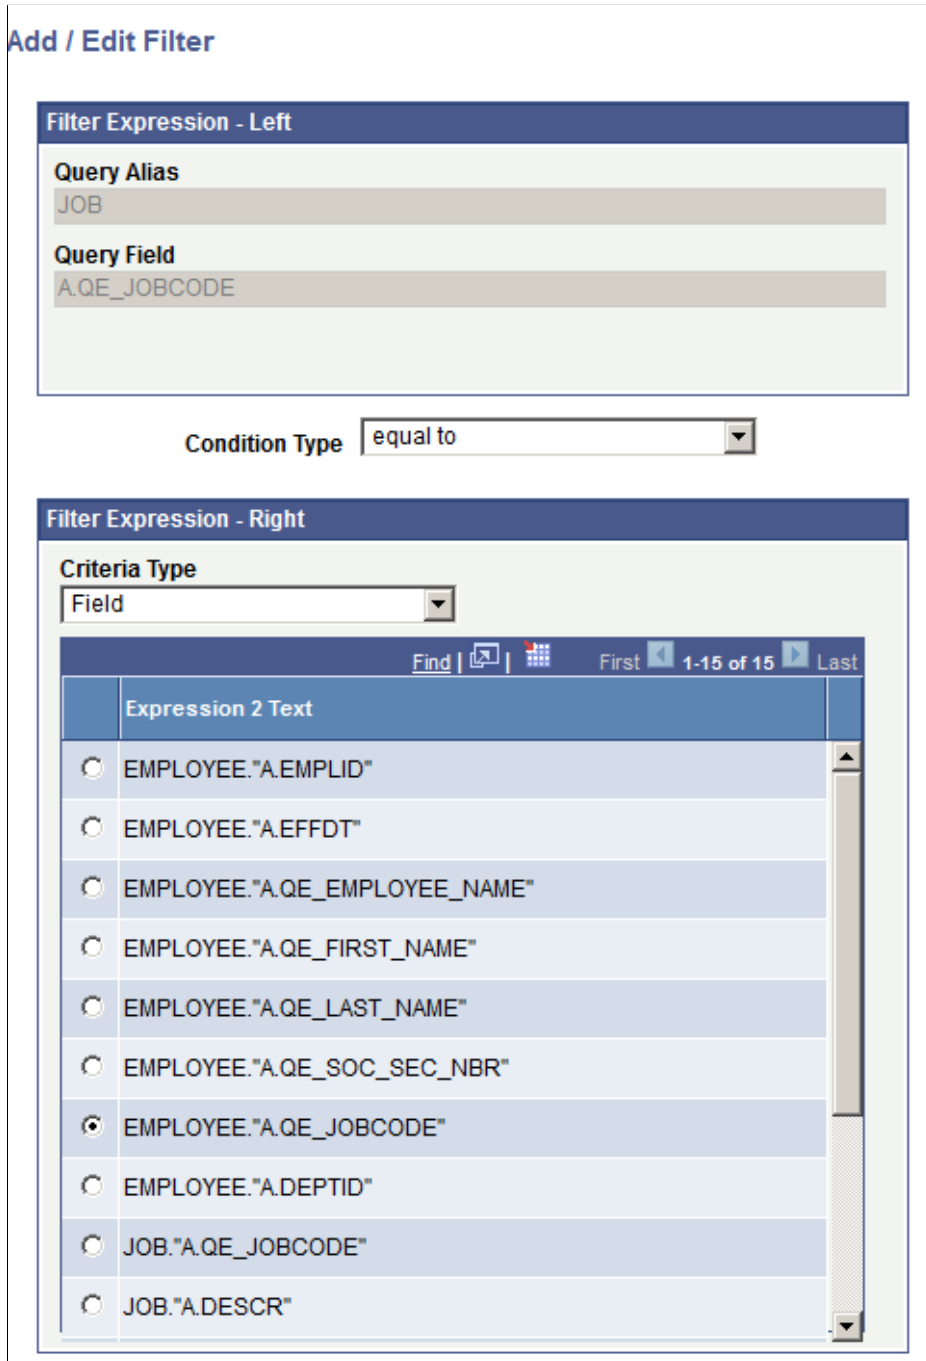 Add / Edit Filter
Filter Expression - Left
Query Alias
JOB
Query Field
A.QE_JOBCODE
Condition Type equal to
Filter Expression - Right
Criteria Type
Field
Find | | First 1-15 of 15 Last
Expression 2 Text
EMPLOYEE."A.EMPLID"
EMPLOYEE."A.EFFDT"
EMPLOYEE."A.QE_EMPLOYEE_NAME"
EMPLOYEE."A.QE_FIRST_NAME"
EMPLOYEE."A.QE_LAST_NAME"
EMPLOYEE."A.QE_SOC_SEC_NBR"
EMPLOYEE."A.QE_JOBCODE"
EMPLOYEE."A.DEPTID"
JOB."A.QE_JOBCODE"
JOB."A.DESCR"